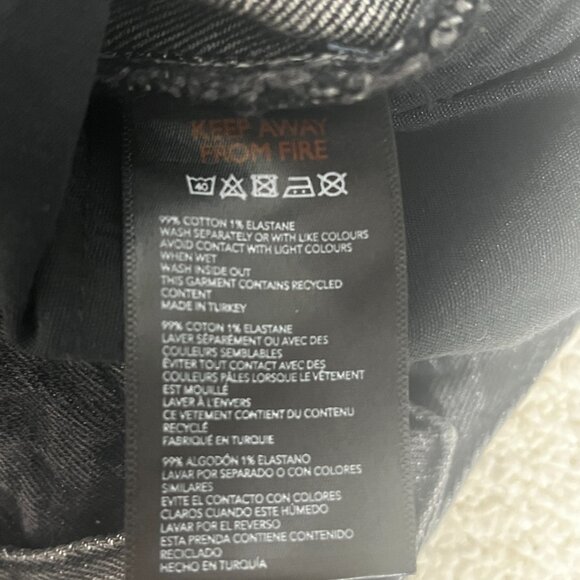 KEEP AWAY
FROM FIRE
40
99% COTTON 1% ELASTANE
WASH SEPARATELY OR WITH LIKE COLOURS
AVOID CONTACT WITH LIGHT COLOURS
WHEN WET
WASH INSIDE OUT
THIS GARMENT CONTAINS RECYCLED
CONTENT
MADE IN TURKEY
99% COTON 1% ELASTANE
LAVER SÉPARÉMENT OU AVEC DES
COULEURS SEMBLABLES
ÉVITER TOUT CONTACT AVEC DES
COULEURS PÂLES LORSQUE LE VÊTEMENT
EST MOUILLÉ
LAVER À L'ENVERS
CE VETEMENT CONTIENT DU CONTENU
RECYCLÉ
FABRIQUÉ EN TURQUIE
99% ALGODÓN 1% ELASTANO
LAVAR POR SEPARADO O CON COLORES
SIMILARES
EVITE EL CONTACTO CON COLORES
CLAROS CUANDO ESTE HÚMEDO
LAVAR POR EL REVERSO
ESTA PRENDA CONTIENE CONTENIDO
RECICLADO
HECHO EN TURQUÍA